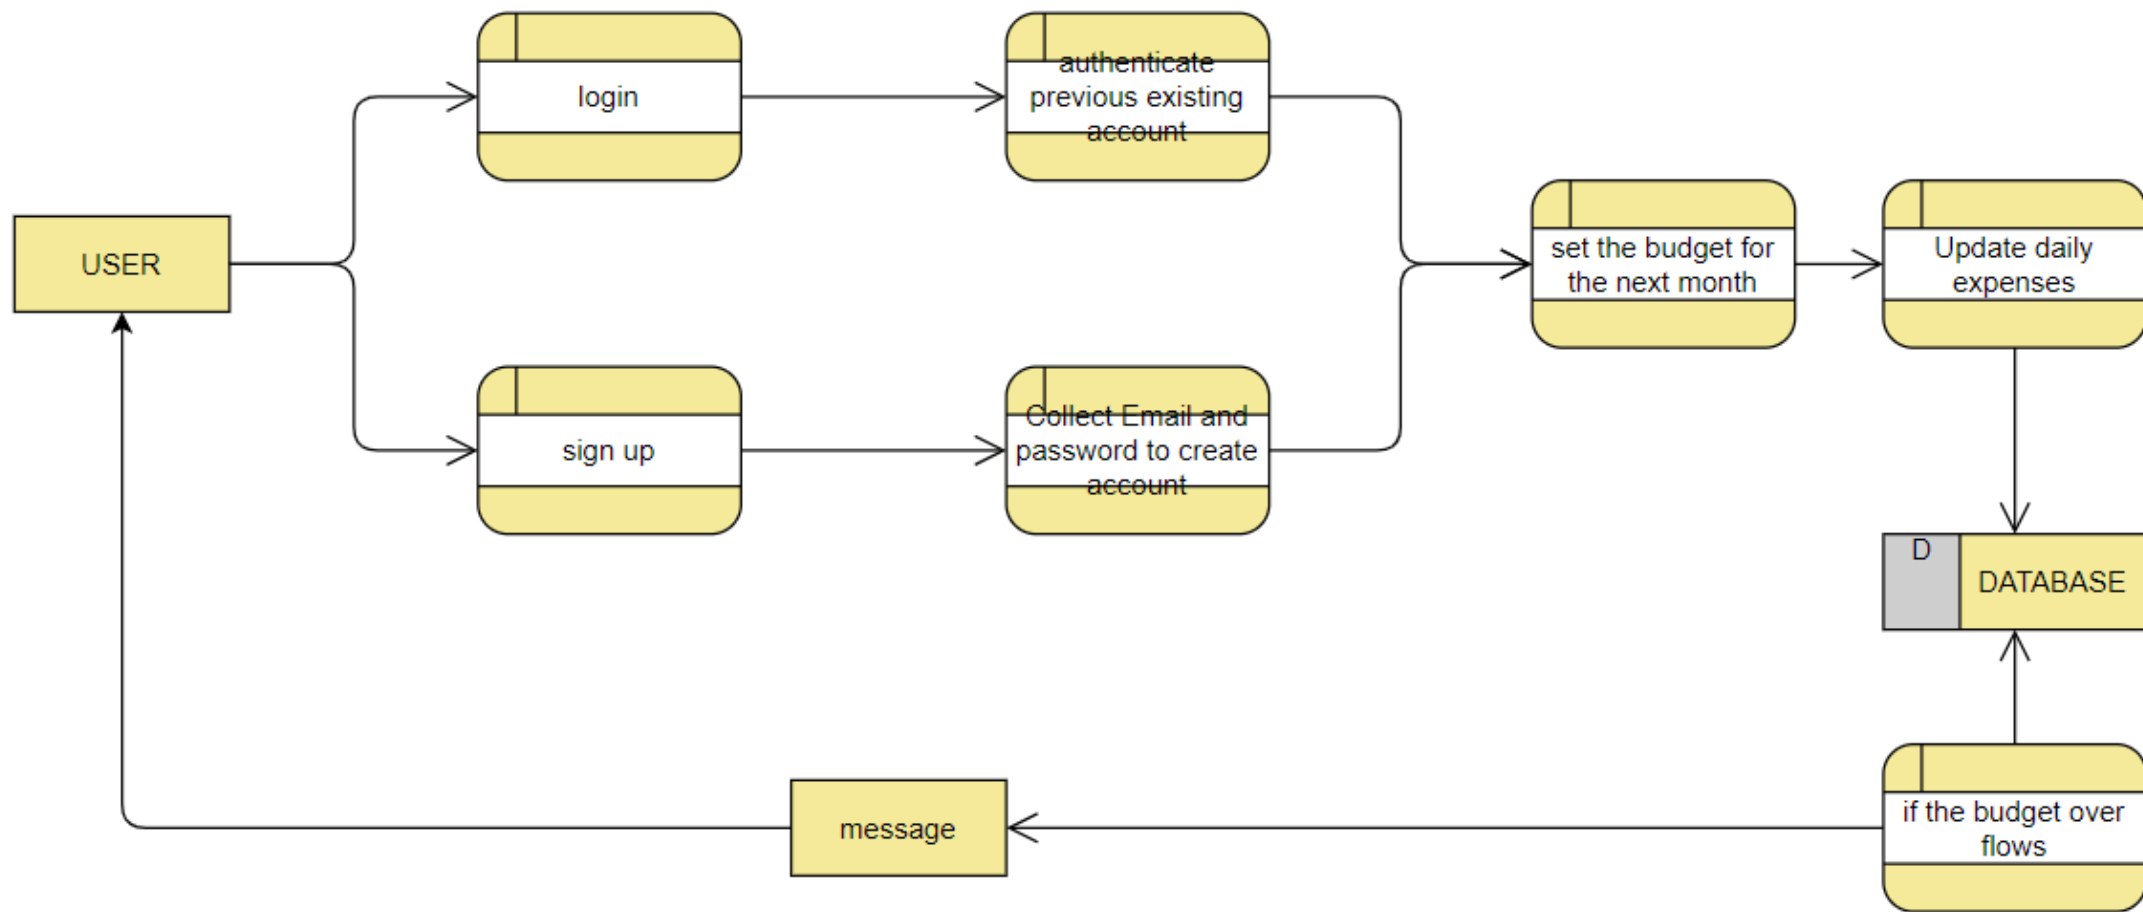 login
authenticate
previous existing
account
USER
set the budget for
the next month
Update daily
expenses
sign up
Collect Email and
password to create
account
D
DATABASE
message
if the budget over
flows